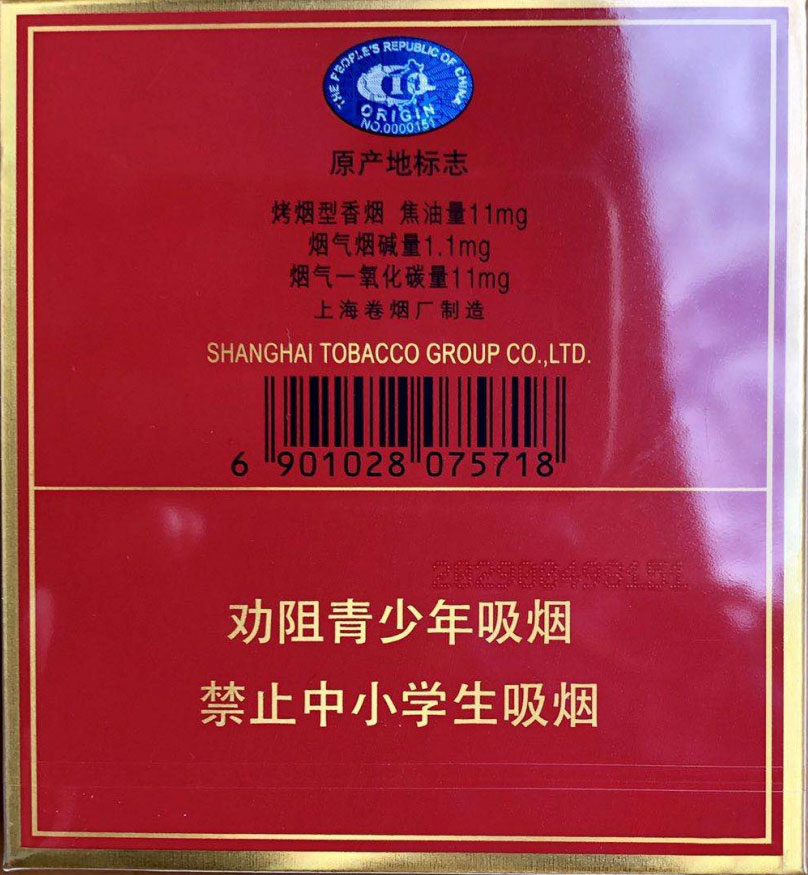 THE PEOPLE'S REPUBLIC OF CHINA
CIQ
ORIGIN
NO.0000151
原产地标志
烤烟型香烟 焦油量11mg
烟气烟碱量1.1mg
烟气一氧化碳量11mg
上海卷烟厂制造
SHANGHAI TOBACCO GROUP CO.,LTD.
6 901028 075718
202900498151
劝阻青少年吸烟
禁止中小学生吸烟